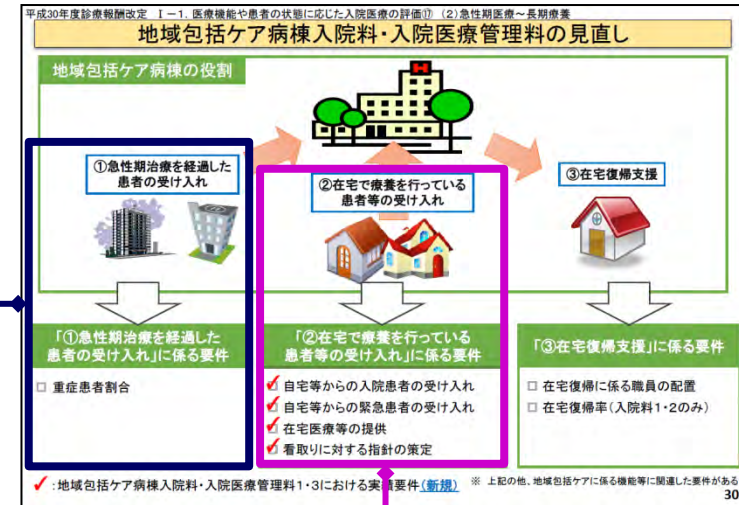 平成30年度診療報酬改定 Ⅰ－1. 医療機能や患者の状態に応じた入院医療の評価⑰ (2)急性期医療～長期療養
地域包括ケア病棟入院料・入院医療管理料の見直し
地域包括ケア病棟の役割
H
①急性期治療を経過した
患者の受け入れ
②在宅で療養を行っている
患者等の受け入れ
③在宅復帰支援
「①急性期治療を経過した
患者の受け入れ」に係る要件
□ 重症患者割合
「②在宅で療養を行っている
患者等の受け入れ」に係る要件
□ 自宅等からの入院患者の受け入れ
□ 自宅等からの緊急患者の受け入れ
□ 在宅医療等の提供
□ 看取りに対する指針の策定
「③在宅復帰支援」に係る要件
□ 在宅復帰に係る職員の配置
□ 在宅復帰率(入院料1・2のみ)
✓:地域包括ケア病棟入院料・入院医療管理料1・3における実績要件(新規) ※ 上記の他、地域包括ケアに係る機能等に関連した要件がある
30